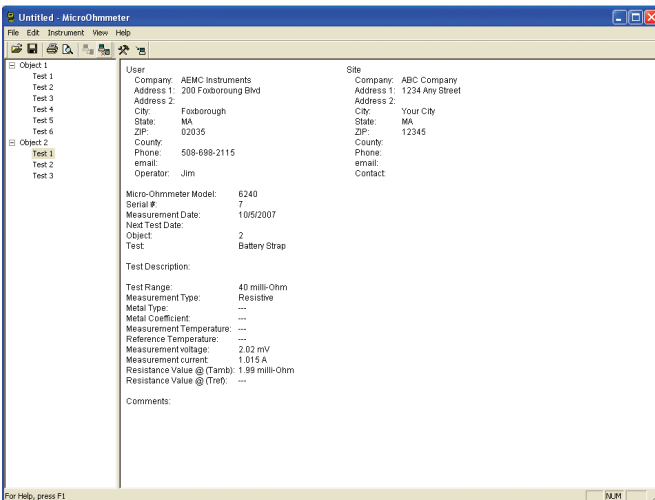 Untitled - MicroOhmmeter
File Edit Instrument View Help
Object 1
Test 1
Test 2
Test 3
Test 4
Test 5
Test 6
Object 2
Test 1
Test 2
Test 3
User
Company: AEMC Instruments
Address 1: 200 Foxboroung Blvd
Address 2:
City: Foxborough
State: MA
ZIP: 02035
County:
Phone: 508-698-2115
email:
Operator: Jim
Site
Company: ABC Company
Address 1: 1234 Any Street
Address 2:
City: Your City
State: MA
ZIP: 12345
County:
Phone:
email:
Contact:
Micro-Ohmmeter Model: 6240
Serial #: 7
Measurement Date: 10/5/2007
Next Test Date:
Object: 2
Test: Battery Strap
Test Description:
Test Range: 40 milli-Ohm
Measurement Type: Resistive
Metal Type: ---
Metal Coefficient: ---
Measurement Temperature: ---
Reference Temperature: ---
Measurement voltage: 2.02 mV
Measurement current: 1.015 A
Resistance Value @ (Tamb): 1.99 milli-Ohm
Resistance Value @ (Tref): ---
Comments:
For Help, press F1
NUM